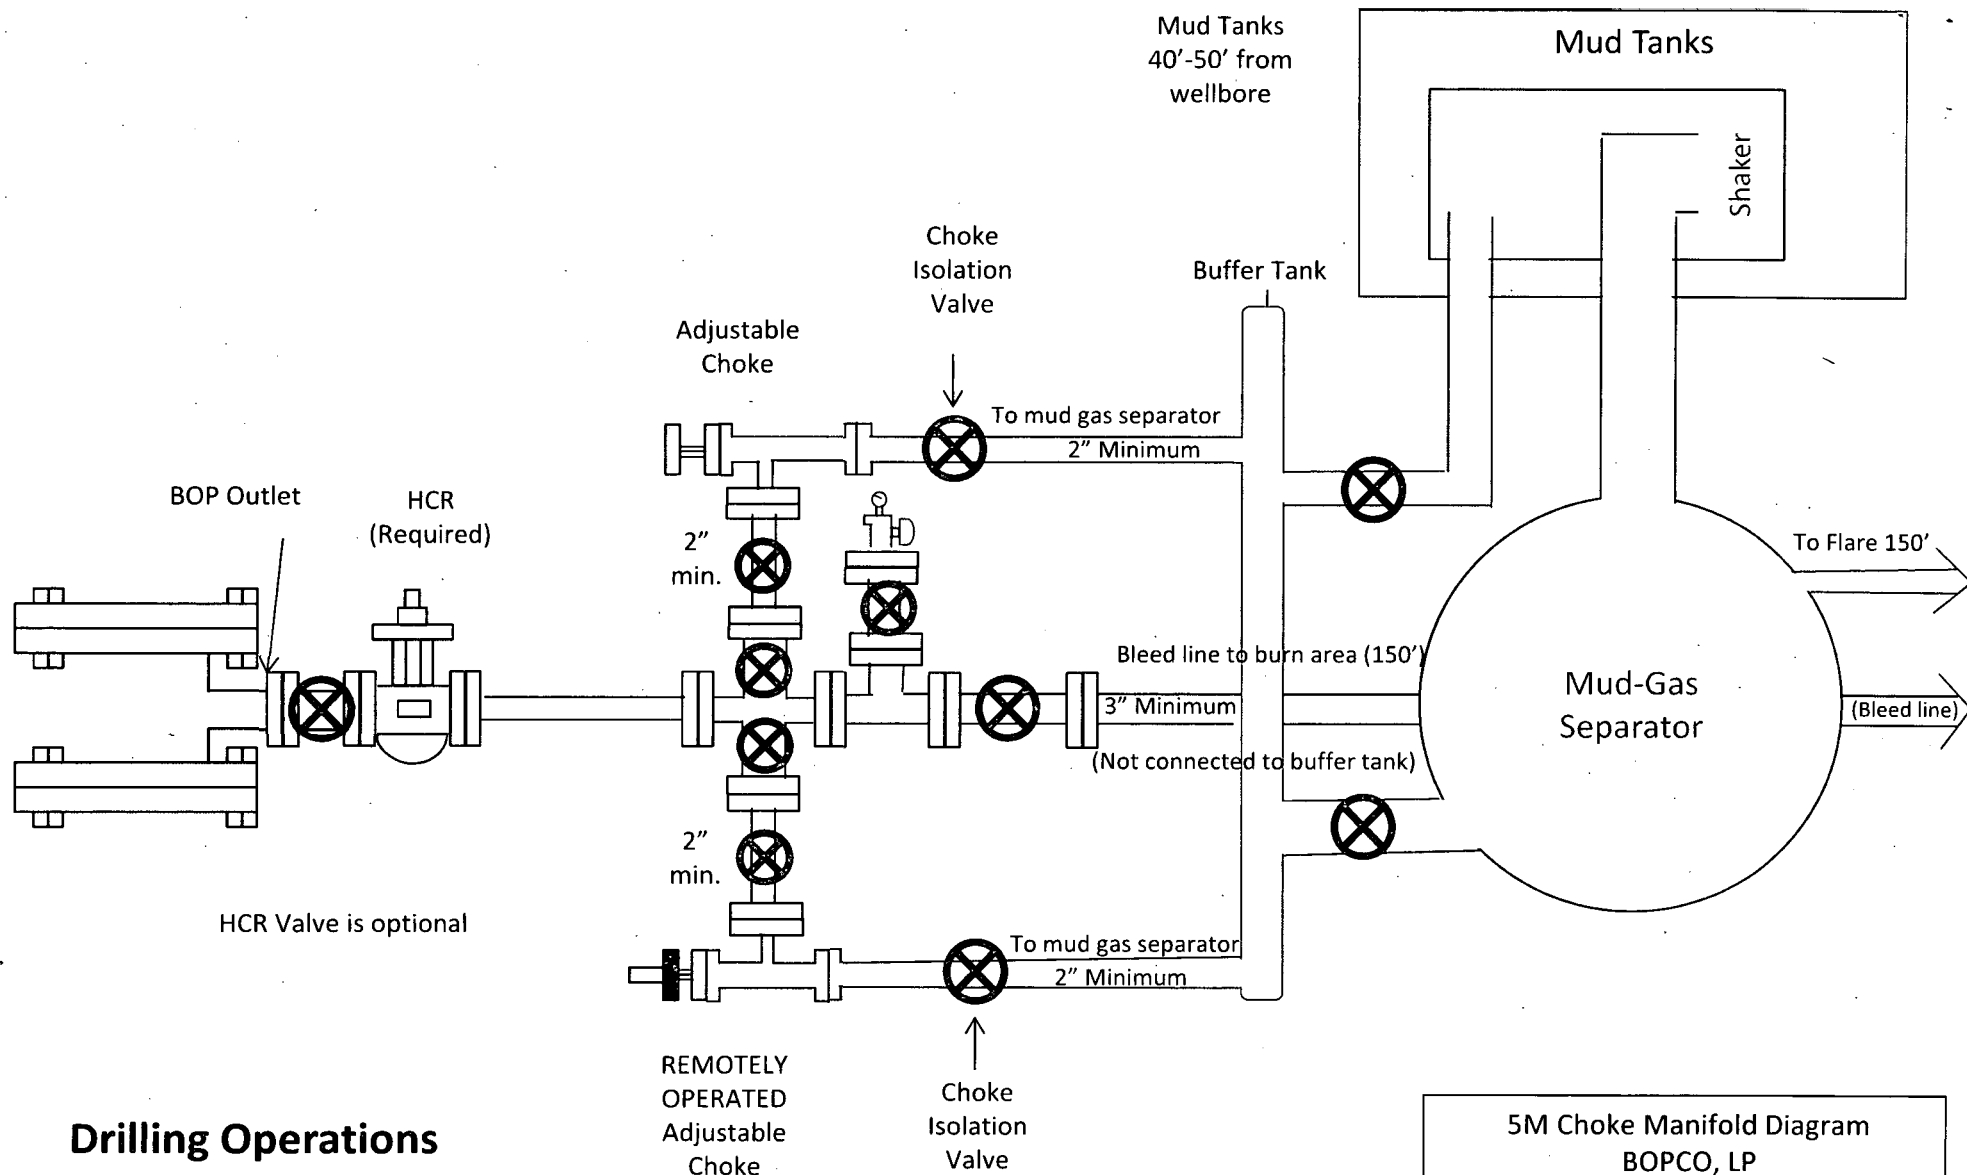 Mud Tanks
40'-50' from
wellbore
Mud Tanks
Shaker
Choke
Isolation
Valve
Buffer Tank
Adjustable
Choke
To mud gas separator
2" Minimum
BOP Outlet
HCR
(Required)
2"
min.
To Flare 150'
Bleed line to burn area (150')
3" Minimum
(Not connected to buffer tank)
Mud-Gas
Separator
(Bleed line)
2"
min.
HCR Valve is optional
To mud gas separator
2" Minimum
REMOTELY
OPERATED
Adjustable
Choke
Choke
Isolation
Valve
Drilling Operations
5M Choke Manifold Diagram
BOPCO, LP